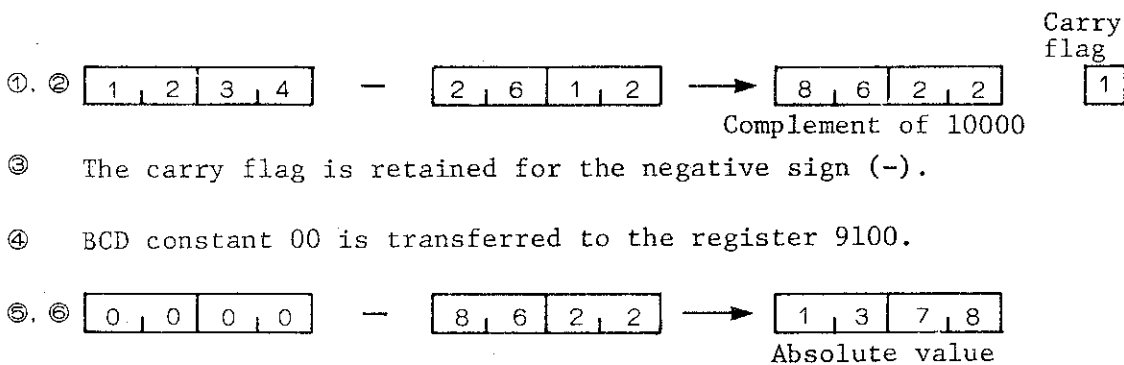 Carry
flag
①, ② 1 2 3 4 — 2 6 1 2 → 8 6 2 2 1
Complement of 10000
③ The carry flag is retained for the negative sign (-).
④ BCD constant 00 is transferred to the register 9100.
⑤, ⑥ 0 0 0 0 — 8 6 2 2 → 1 3 7 8
Absolute value